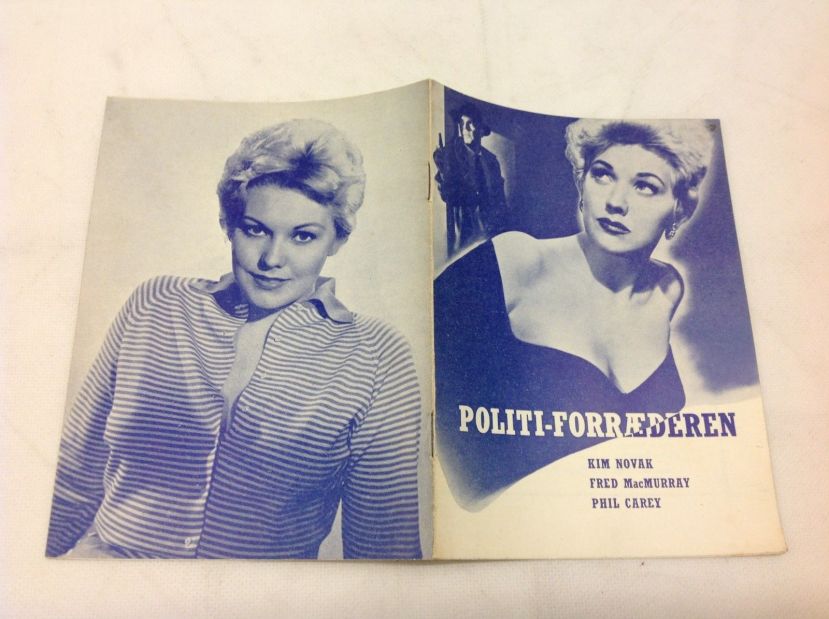 POLITI-FORRÆDEREN
KIM NOVAK
FRED MacMURRAY
PHIL CAREY